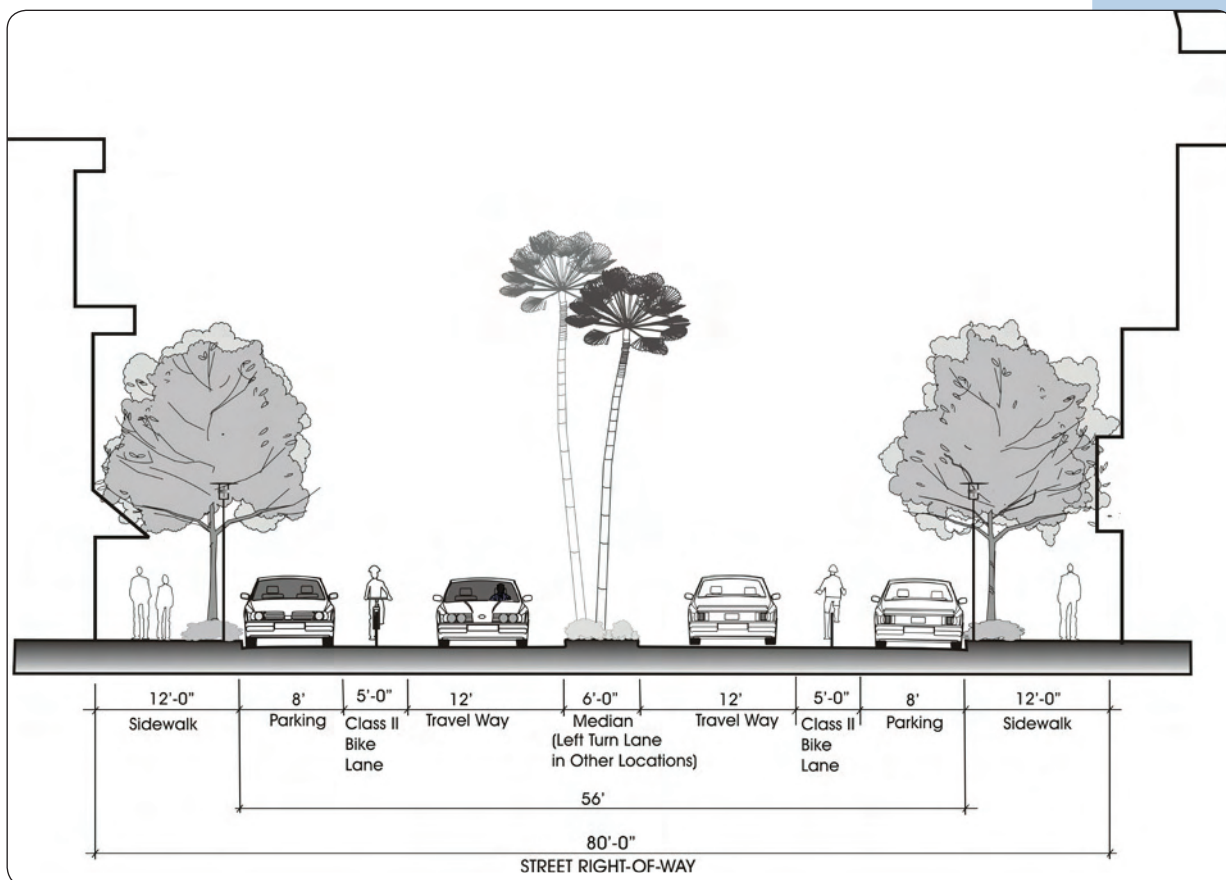 12'-0"
Sidewalk
8'
Parking
5'-0"
Class II
Bike
Lane
12'
Travel Way
6'-0"
Median
(Left Turn Lane
in Other Locations)
12'
Travel Way
5'-0"
Class II
Bike
Lane
8'
Parking
12'-0"
Sidewalk
56'
80'-0"
STREET RIGHT-OF-WAY